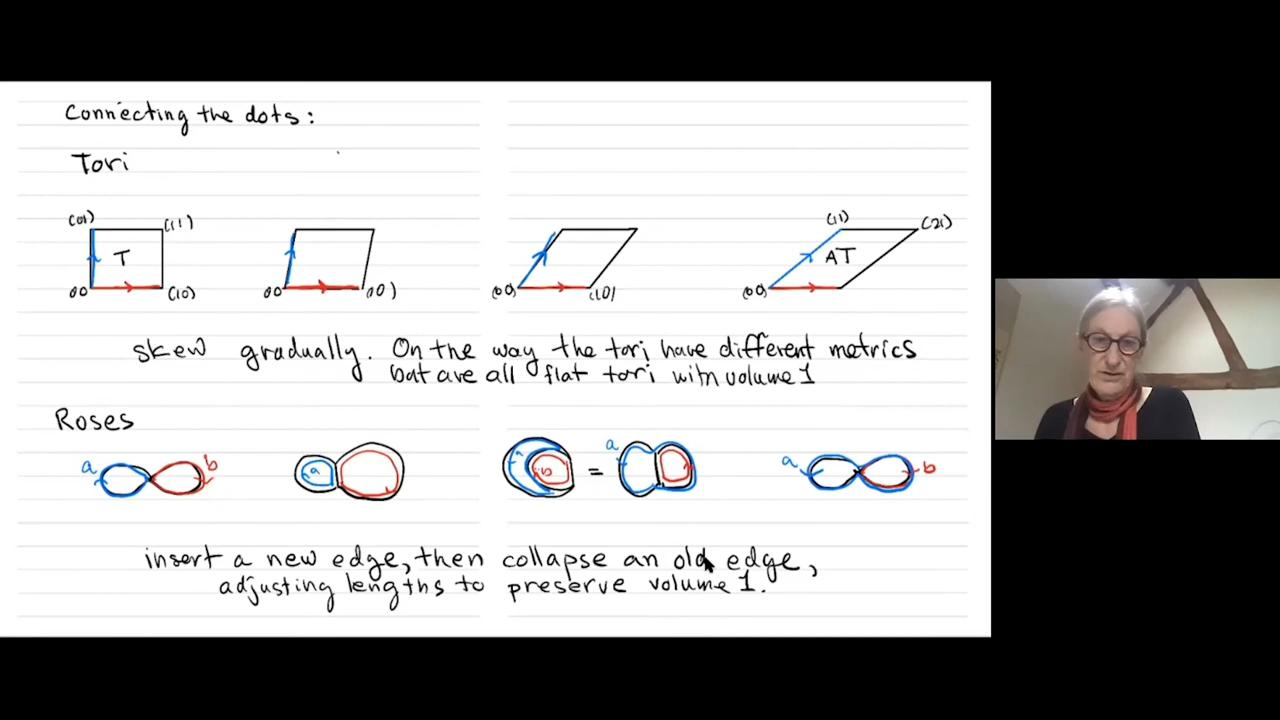 Connecting the dots:
Tori
(01) (11) (11) (21)
T AT
00 (10) 00 (10) (00) (10) (00)
skew gradually. On the way the tori have different metrics
but are all flat tori with volume 1
Roses
a b a a b = a a b
insert a new edge, then collapse an old edge,
adjusting lengths to preserve volume 1.